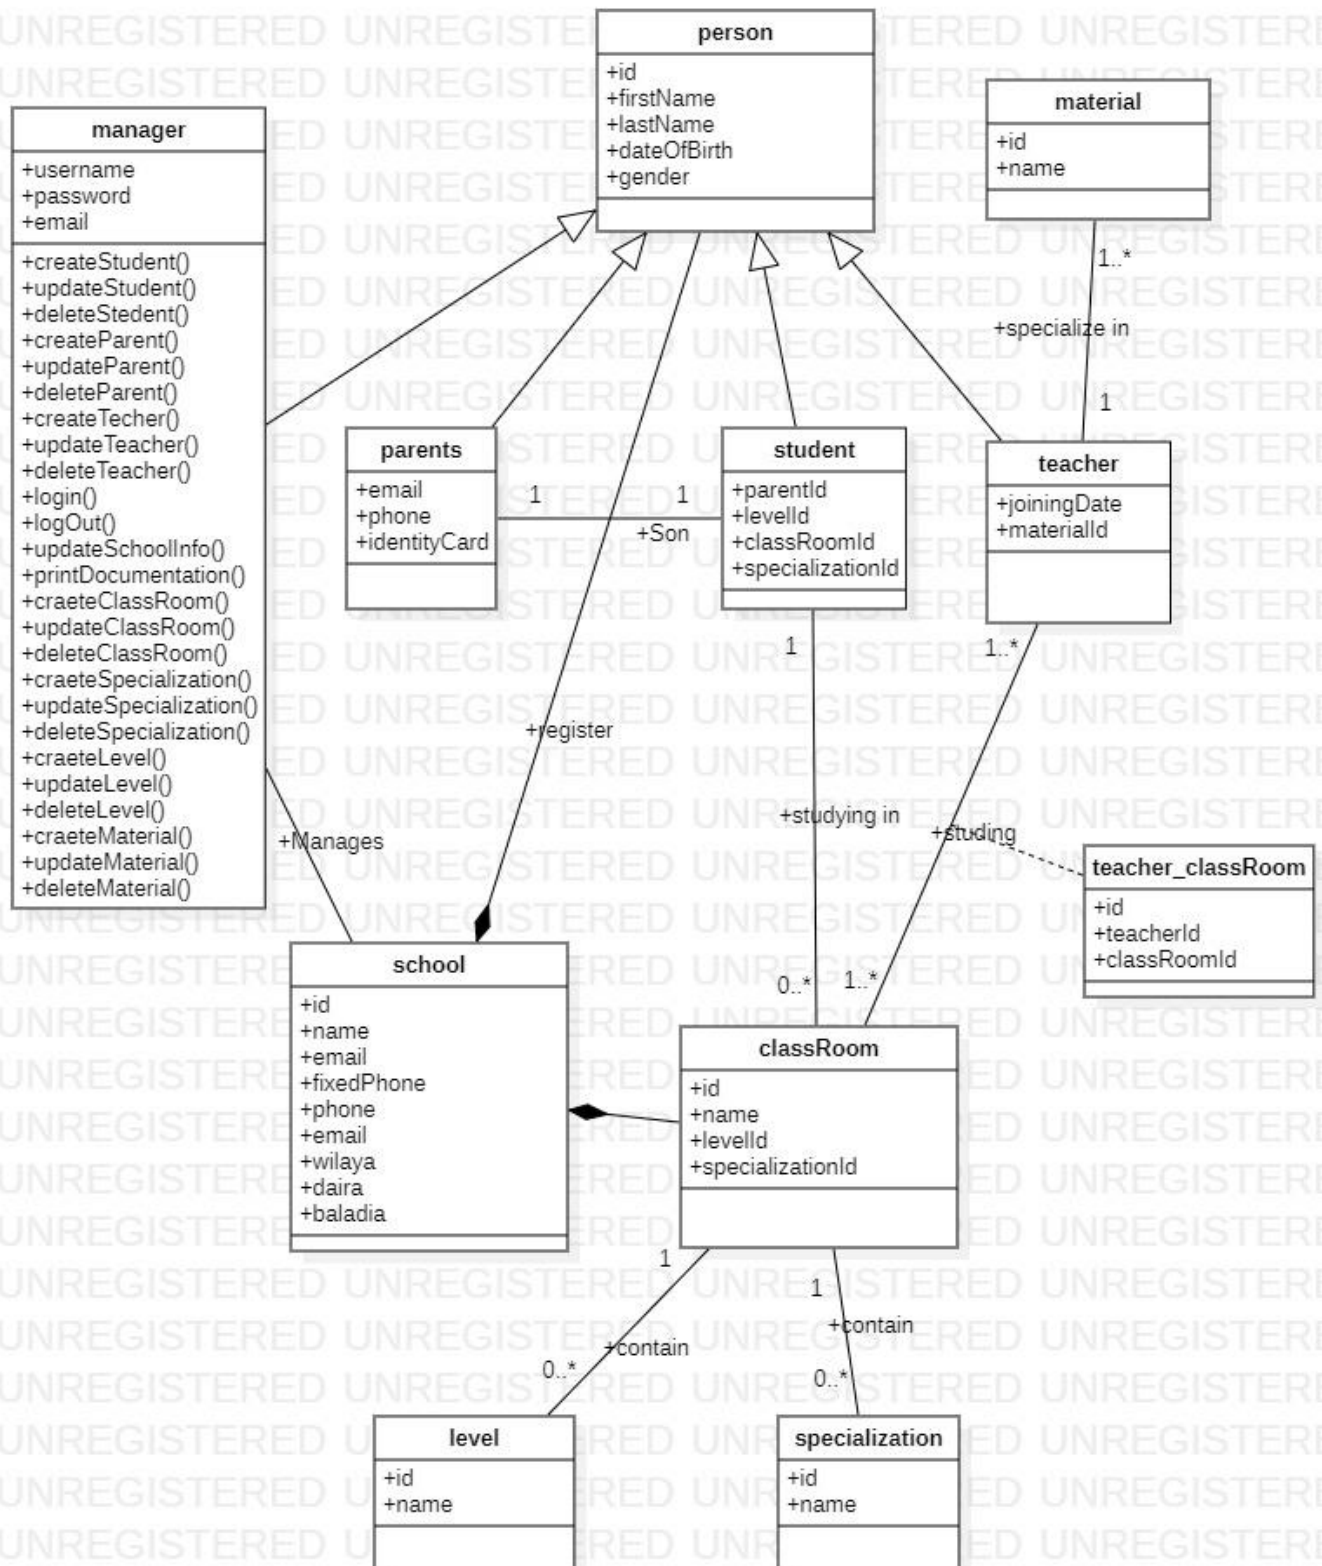 person
+id
+firstName
+lastName
+dateOfBirth
+gender
material
+id
+name
manager
+username
+password
+email
+createStudent()
+updateStudent()
+deleteStedent()
+createParent()
+updateParent()
+deleteParent()
+createTecher()
+updateTeacher()
+deleteTeacher()
+login()
+logOut()
+updateSchoolInfo()
+printDocumentation()
+craeteClassRoom()
+updateClassRoom()
+deleteClassRoom()
+craeteSpecialization()
+updateSpecialization()
+deleteSpecialization()
+craeteLevel()
+updateLevel()
+deleteLevel()
+craeteMaterial()
+updateMaterial()
+deleteMaterial()
1..*
+specialize in
1
parents
+email
+phone
+identityCard
1
1
+Son
student
+parentId
+levelId
+classRoomId
+specializationId
teacher
+joiningDate
+materialId
1
1..*
+register
+studying in
+studing
+Manages
teacher_classRoom
+id
+teacherId
+classRoomId
0..*
1..*
school
+id
+name
+email
+fixedPhone
+phone
+email
+wilaya
+daira
+baladia
classRoom
+id
+name
+levelId
+specializationId
1
1
+contain
+contain
0..*
0..*
level
+id
+name
specialization
+id
+name
UNREGISTERED